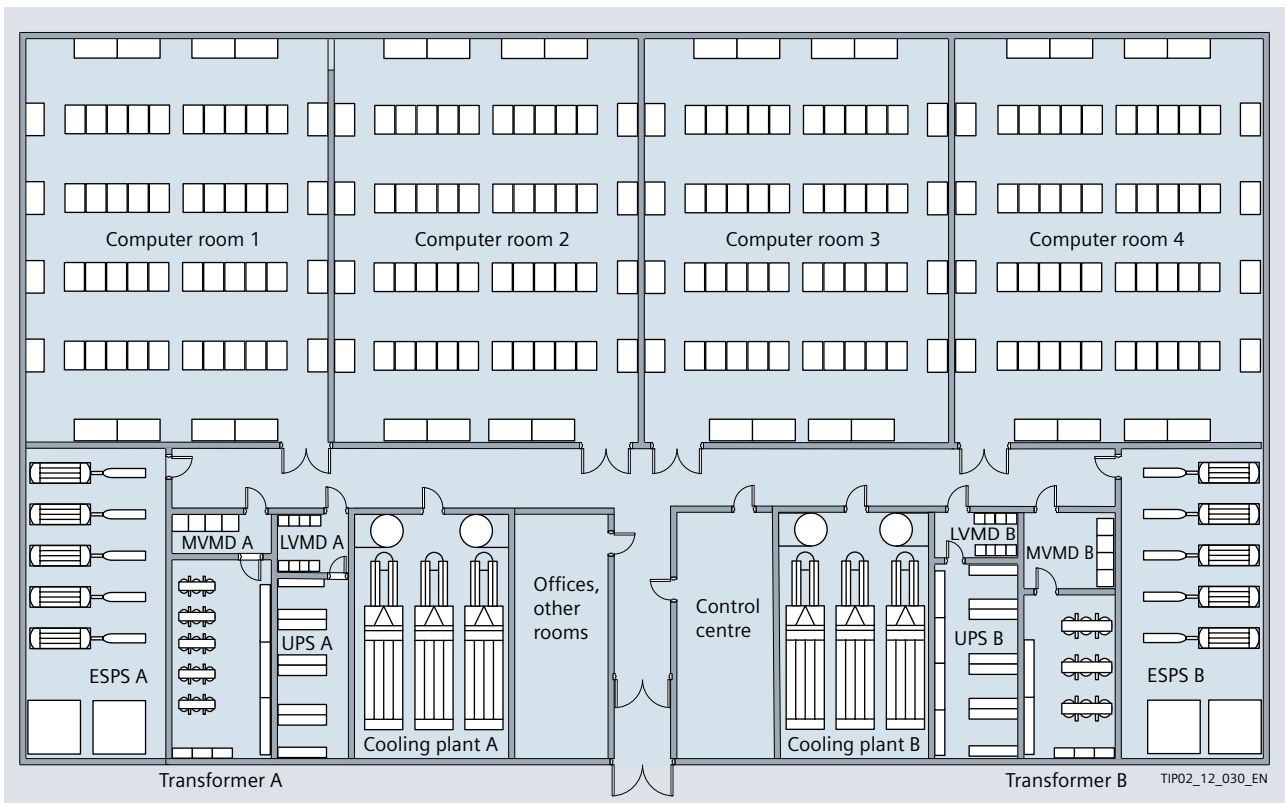 Computer room 1
Computer room 2
Computer room 3
Computer room 4
MVMD A
LVMD A
LVMD B
MVMD B
Offices,
other
rooms
Control
centre
UPS A
UPS B
ESPS A
ESPS B
Cooling plant A
Cooling plant B
Transformer A
Transformer B
TIP02_12_030_EN